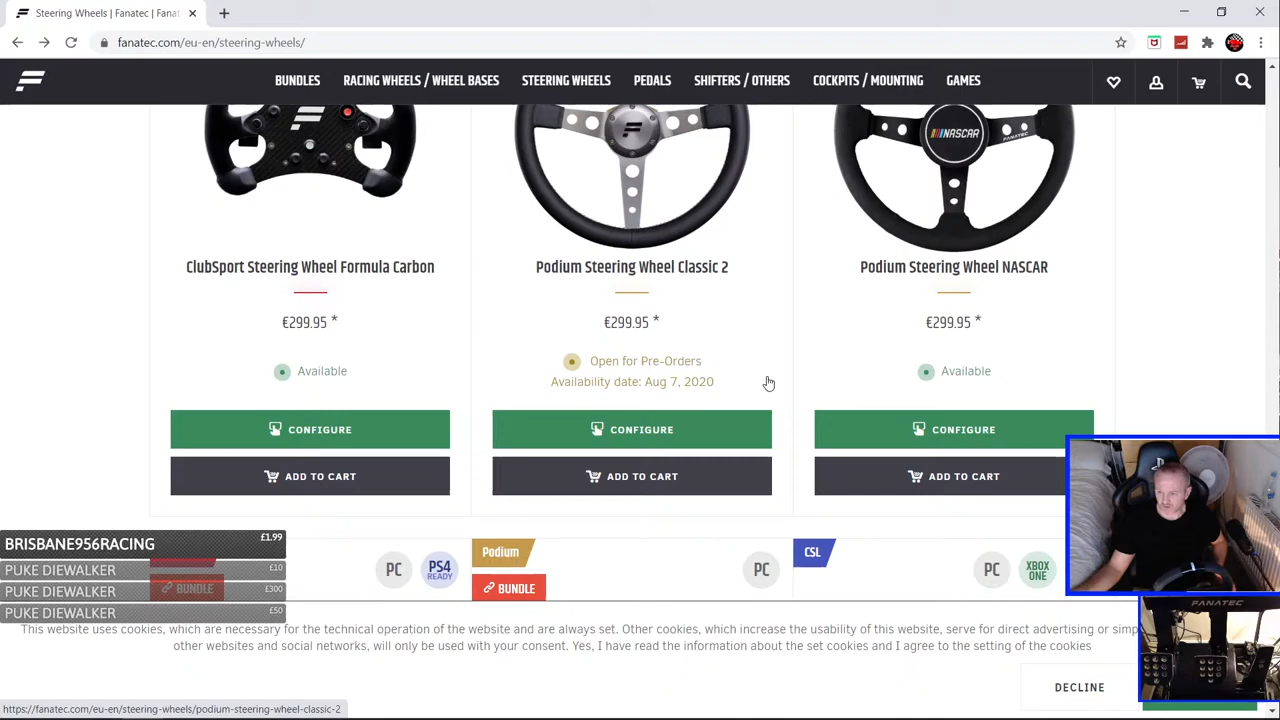 Steering Wheels | Fanatec | Fanat
fanatec.com/eu-en/steering-wheels/
BUNDLES RACING WHEELS / WHEEL BASES STEERING WHEELS PEDALS SHIFTERS / OTHERS COCKPITS / MOUNTING GAMES
NASCAR FANATEC
ClubSport Steering Wheel Formula Carbon
Podium Steering Wheel Classic 2
Podium Steering Wheel NASCAR
€299.95 *
€299.95 *
€299.95 *
Available
Open for Pre-Orders
Availability date: Aug 7, 2020
Available
CONFIGURE
CONFIGURE
CONFIGURE
ADD TO CART
ADD TO CART
ADD TO CART
BRISBANE956RACING £1.99
PUKE DIEWALKER £10
PUKE DIEWALKER £300
PUKE DIEWALKER £50
BUNDLE
PC PS4 READY
Podium
BUNDLE
PC
CSL
PC XBOX ONE
FANATEC
This website uses cookies, which are necessary for the technical operation of the website and are always set. Other cookies, which increase the usability of this website, serve for direct advertising or simp
other websites and social networks, will only be used with your consent. Yes, I have read the information about the set cookies and I agree to the setting of the cookies
DECLINE
https://fanatec.com/eu-en/steering-wheels/podium-steering-wheel-classic-2